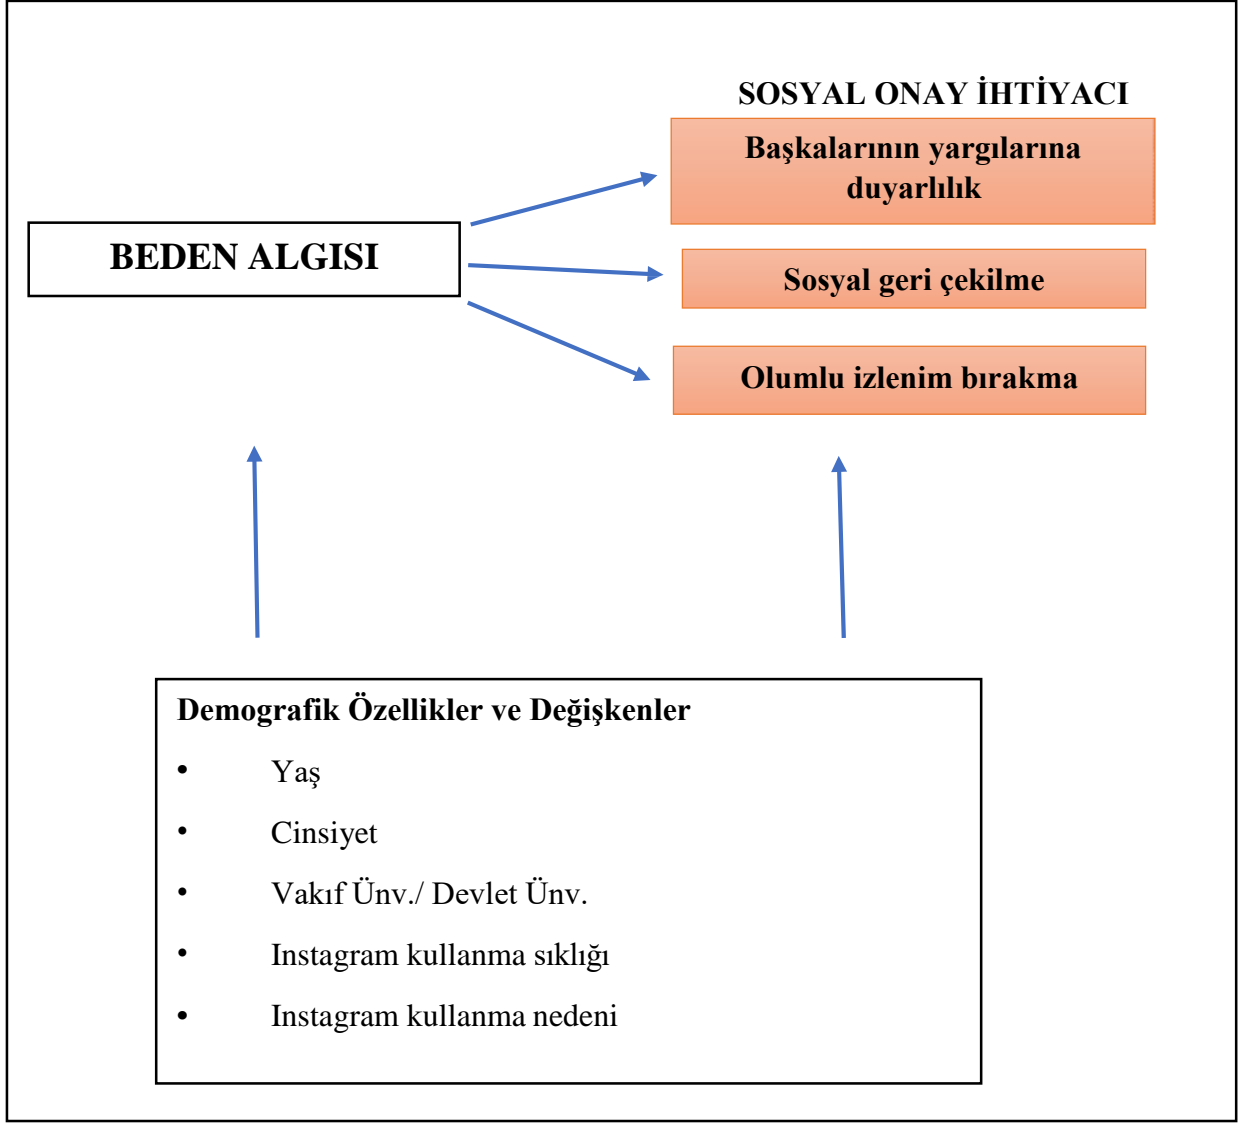 SOSYAL ONAY İHTİYACI
Başkalarının yargılarına
duyarlılık
BEDEN ALGISI
Sosyal geri çekilme
Olumlu izlenim bırakma
Demografik Özellikler ve Değişkenler
• Yaş
• Cinsiyet
• Vakıf Ünv./ Devlet Ünv.
• Instagram kullanma sıklığı
• Instagram kullanma nedeni